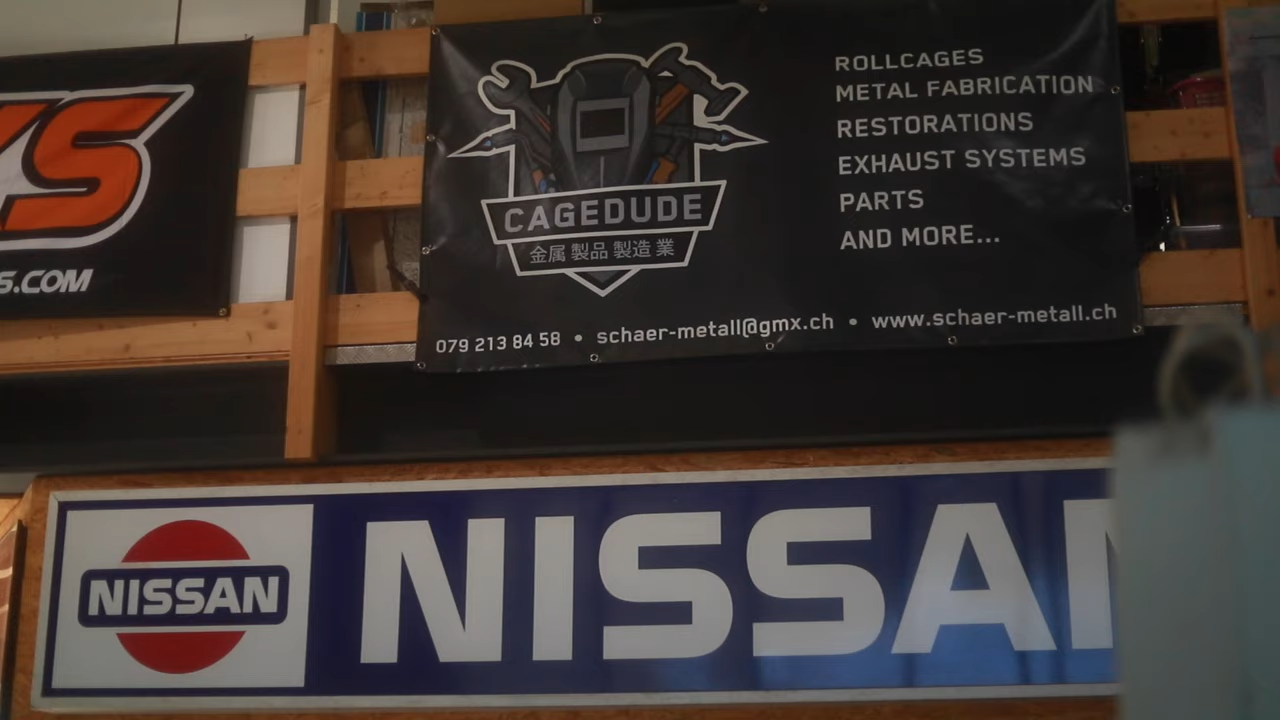 S
S.COM
CAGEDUDE
金属 製品 製造 業
ROLLCAGES
METAL FABRICATION
RESTORATIONS
EXHAUST SYSTEMS
PARTS
AND MORE...
079 213 84 58 • schaer-metall@gmx.ch • www.schaer-metall.ch
NISSAN
NISSAN